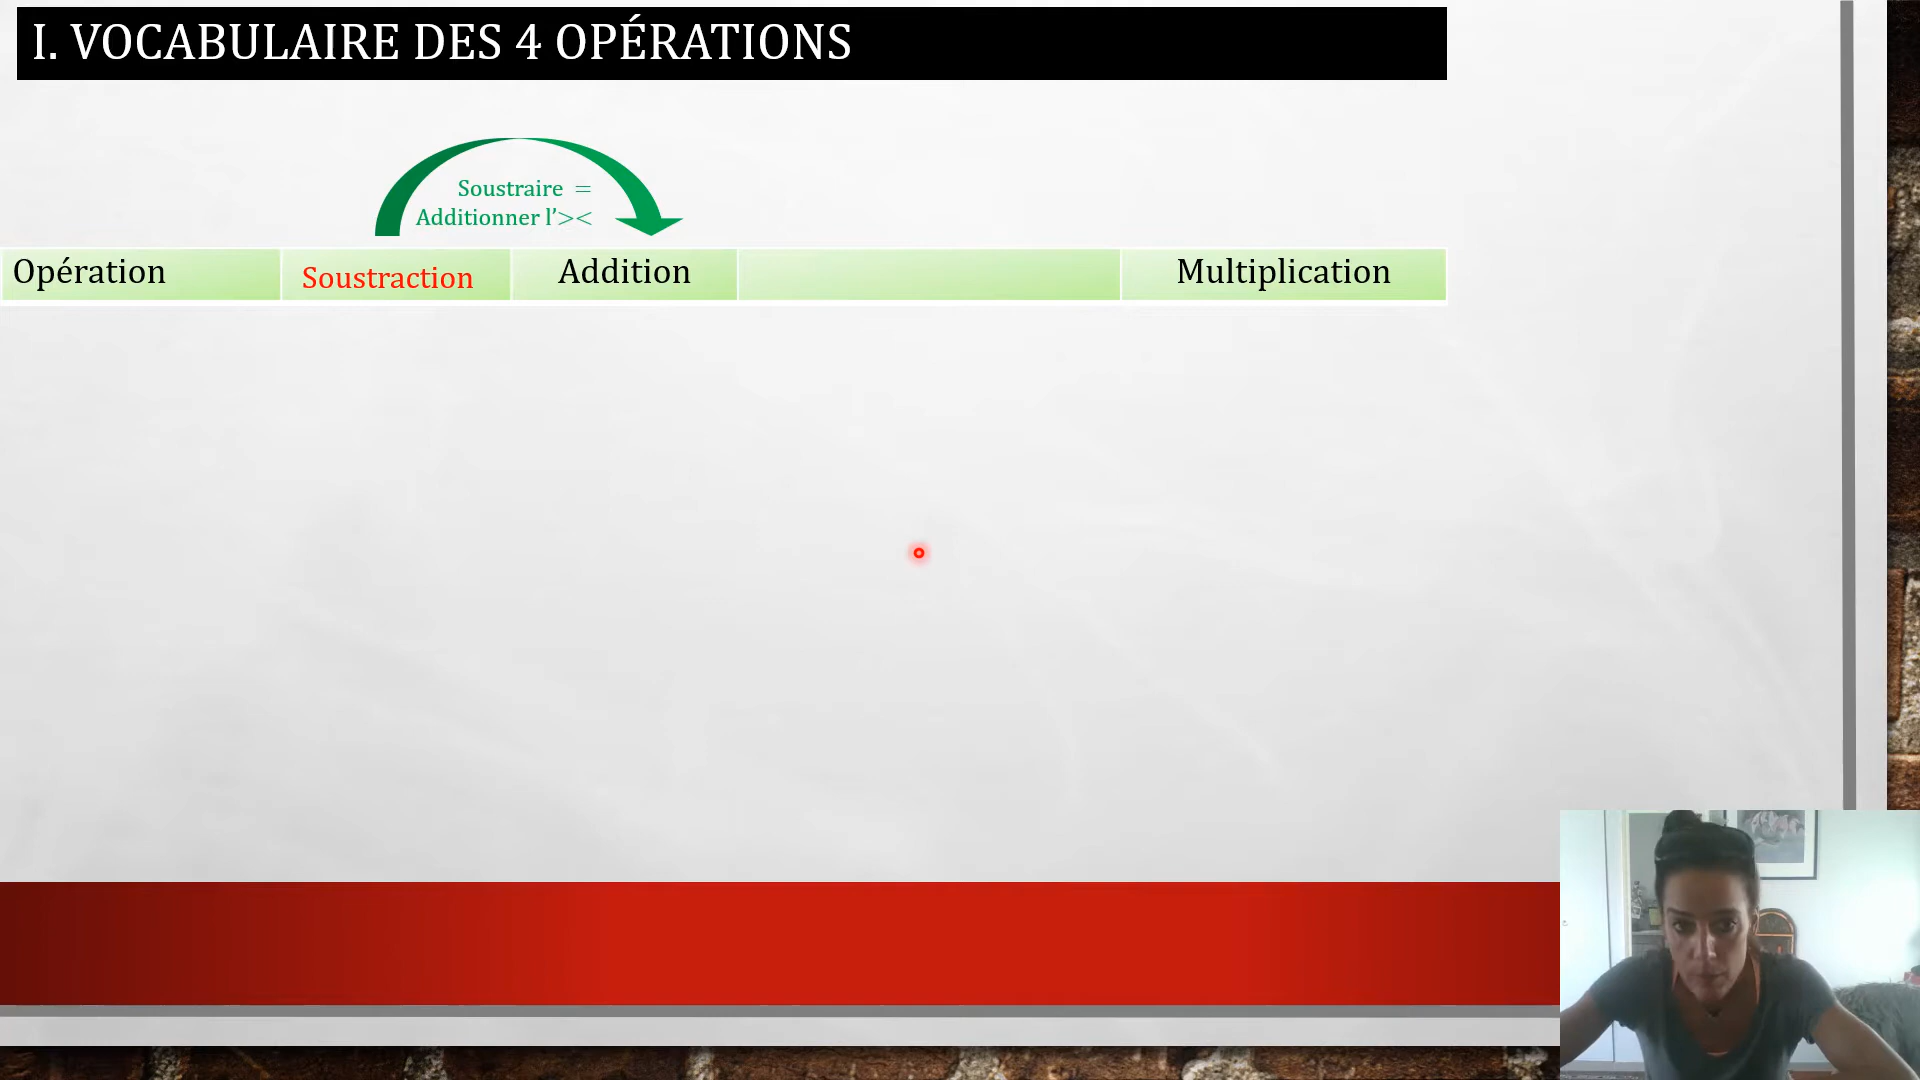 I. VOCABULAIRE DES 4 OPÉRATIONS
Soustraire =
Additionner l’><
Opération Soustraction Addition Multiplication